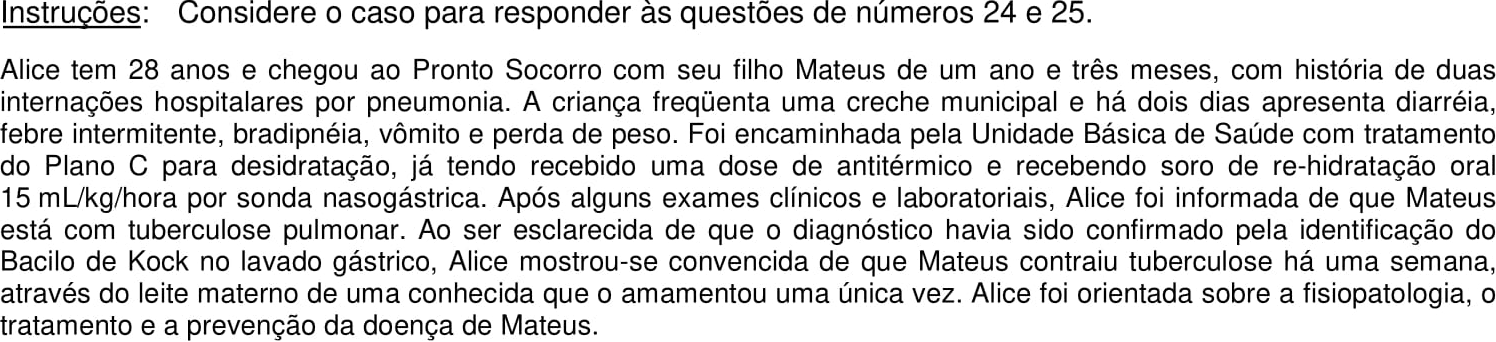 Instruções: Considere o caso para responder às questões de números 24 e 25.
Alice tem 28 anos e chegou ao Pronto Socorro com seu filho Mateus de um ano e três meses, com história de duas
internações hospitalares por pneumonia. A criança freqüenta uma creche municipal e há dois dias apresenta diarréia,
febre intermitente, bradipnéia, vômito e perda de peso. Foi encaminhada pela Unidade Básica de Saúde com tratamento
do Plano C para desidratação, já tendo recebido uma dose de antitérmico e recebendo soro de re-hidratação oral
15 mL/kg/hora por sonda nasogástrica. Após alguns exames clínicos e laboratoriais, Alice foi informada de que Mateus
está com tuberculose pulmonar. Ao ser esclarecida de que o diagnóstico havia sido confirmado pela identificação do
Bacilo de Kock no lavado gástrico, Alice mostrou-se convencida de que Mateus contraiu tuberculose há uma semana,
através do leite materno de uma conhecida que o amamentou uma única vez. Alice foi orientada sobre a fisiopatologia, o
tratamento e a prevenção da doença de Mateus.